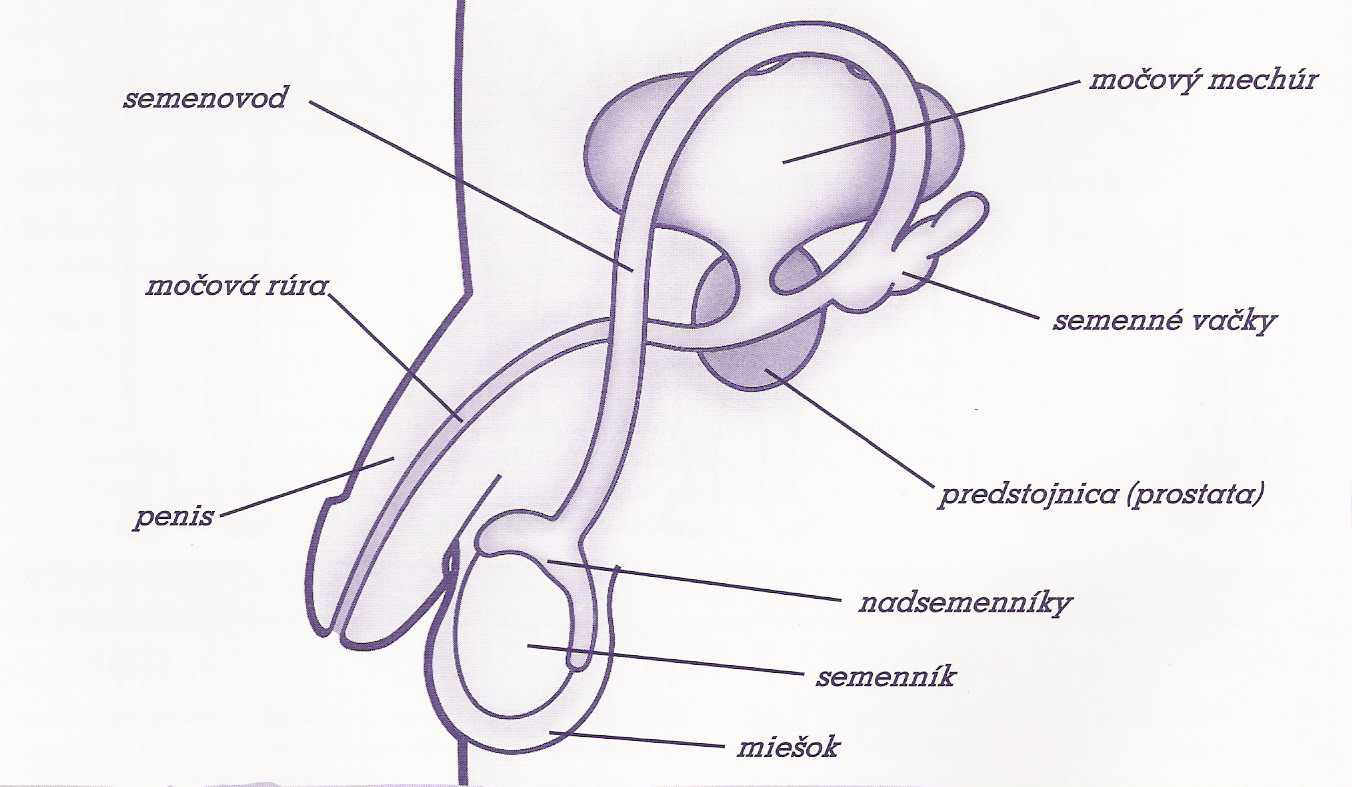 semenovod
močový mechúr
močová rúra
semenné vačky
predstojnica (prostata)
penis
nadsemenníky
semenník
miešok